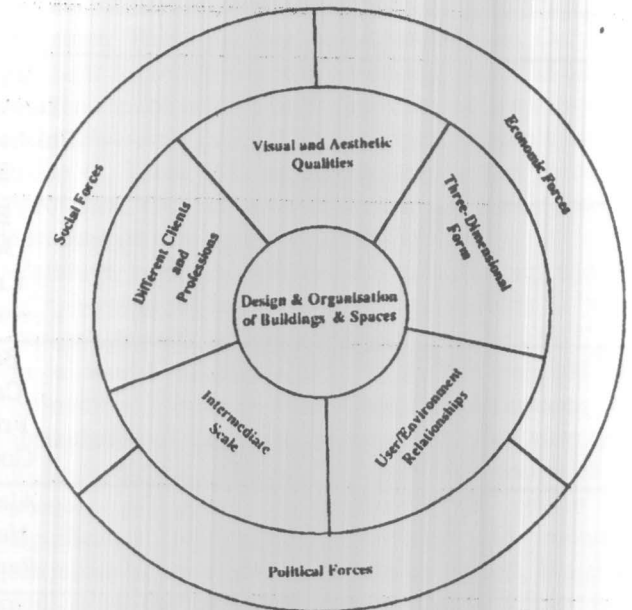 Social Forces
Economic Forces
Visual and Aesthetic
Qualities
Different Clients
and
Professions
Three-Dimensional
Form
Design & Organisation
of Buildings & Spaces
Intermediate
Scale
User/Environment
Relationships
Political Forces